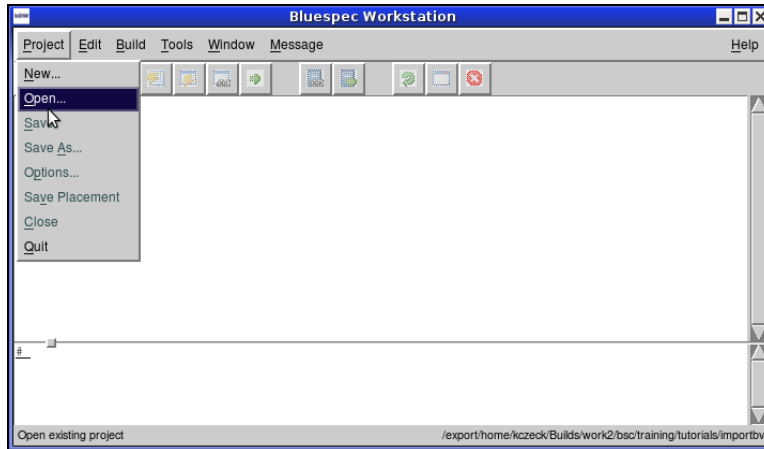 Bluespec Workstation
Project Edit Build Tools Window Message Help
New...
Open...
Save
Save As...
Options...
Save Placement
Close
Quit
#
Open existing project /export/home/kczeck/Builds/work2/bsc/training/tutorials/importbv